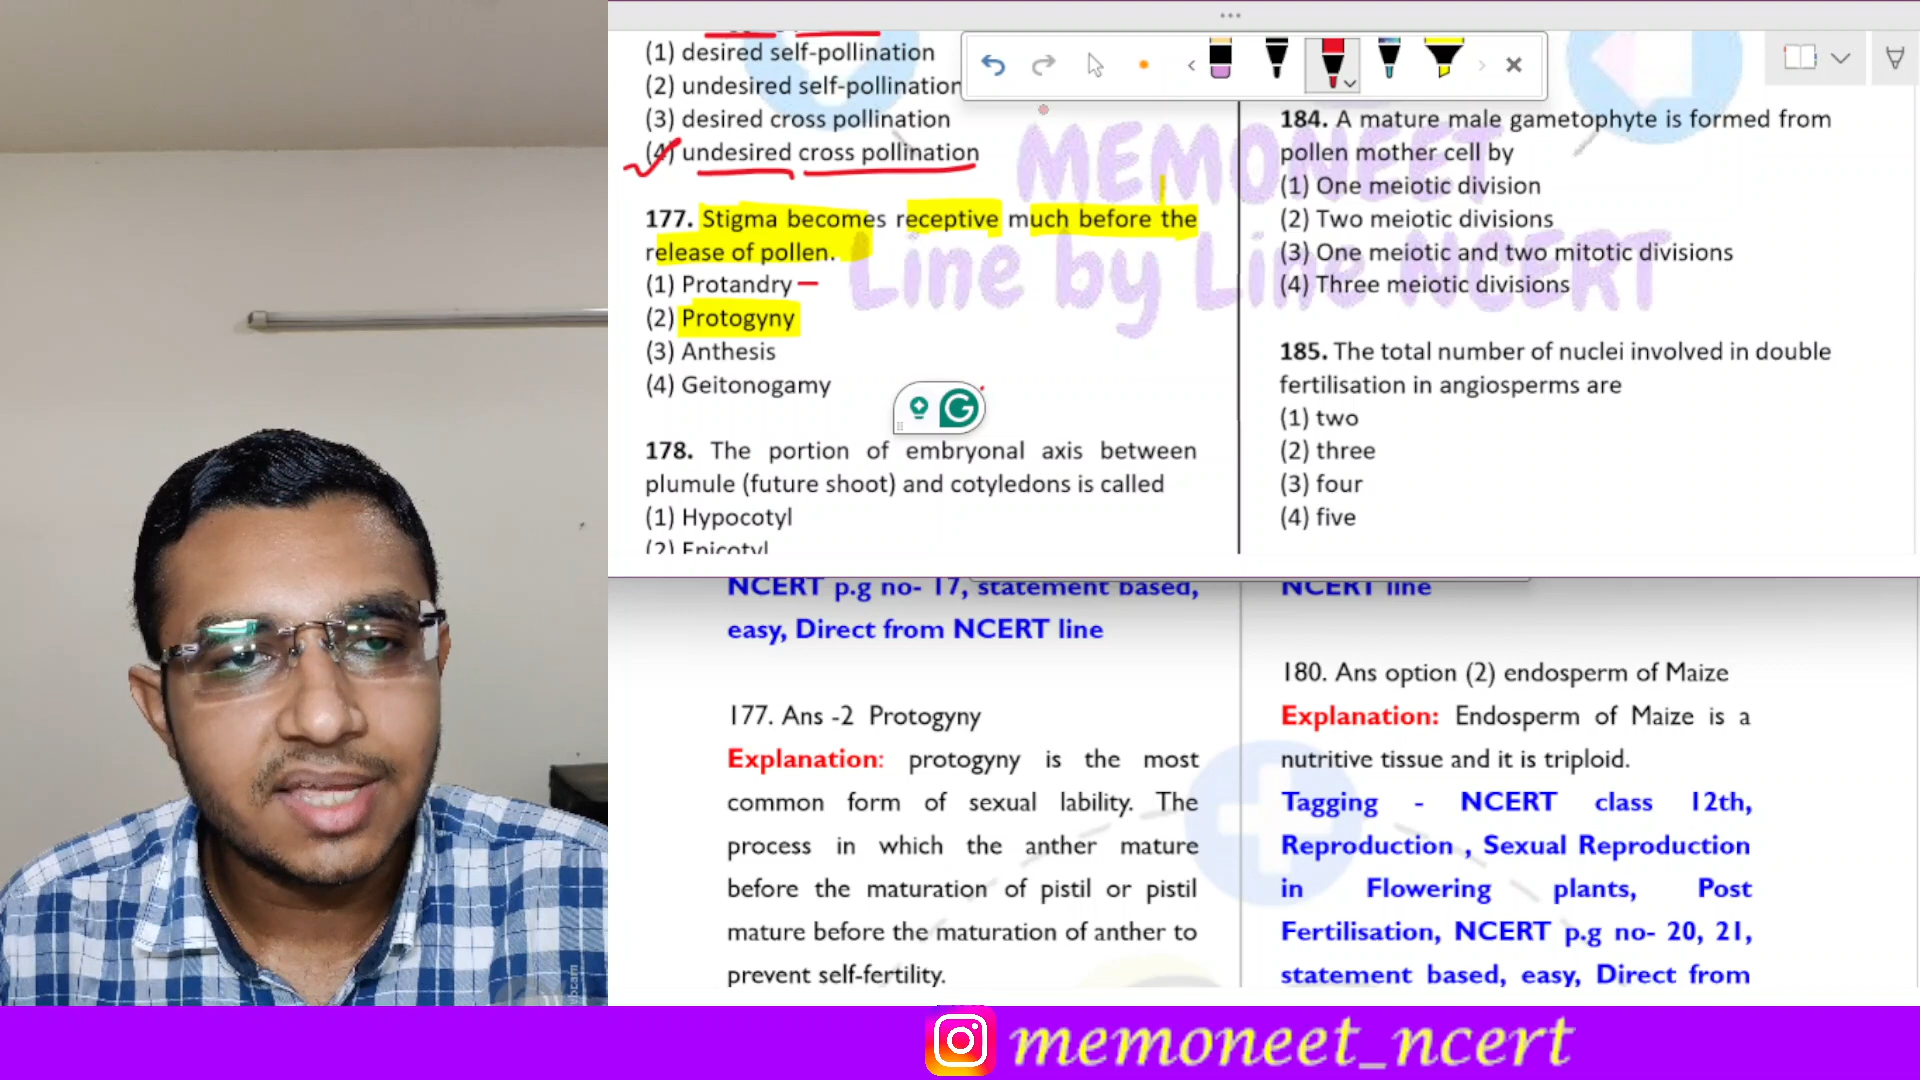 (1) desired self-pollination
(2) undesired self-pollination
(3) desired cross pollination
(4) undesired cross pollination
177. Stigma becomes receptive much before the
release of pollen.
(1) Protandry
(2) Protogyny
(3) Anthesis
(4) Geitonogamy
178. The portion of embryonal axis between
plumule (future shoot) and cotyledons is called
(1) Hypocotyl
(2) Epicotyl
184. A mature male gametophyte is formed from
pollen mother cell by
(1) One meiotic division
(2) Two meiotic divisions
(3) One meiotic and two mitotic divisions
(4) Three meiotic divisions
185. The total number of nuclei involved in double
fertilisation in angiosperms are
(1) two
(2) three
(3) four
(4) five
MEMONEET
Line by Line NCERT
NCERT p.g no- 17, statement based,
easy, Direct from NCERT line
177. Ans -2 Protogyny
Explanation: protogyny is the most
common form of sexual lability. The
process in which the anther mature
before the maturation of pistil or pistil
mature before the maturation of anther to
prevent self-fertility.
NCERT line
180. Ans option (2) endosperm of Maize
Explanation: Endosperm of Maize is a
nutritive tissue and it is triploid.
Tagging - NCERT class 12th,
Reproduction , Sexual Reproduction
in Flowering plants, Post
Fertilisation, NCERT p.g no- 20, 21,
statement based, easy, Direct from
memoneet_ncert